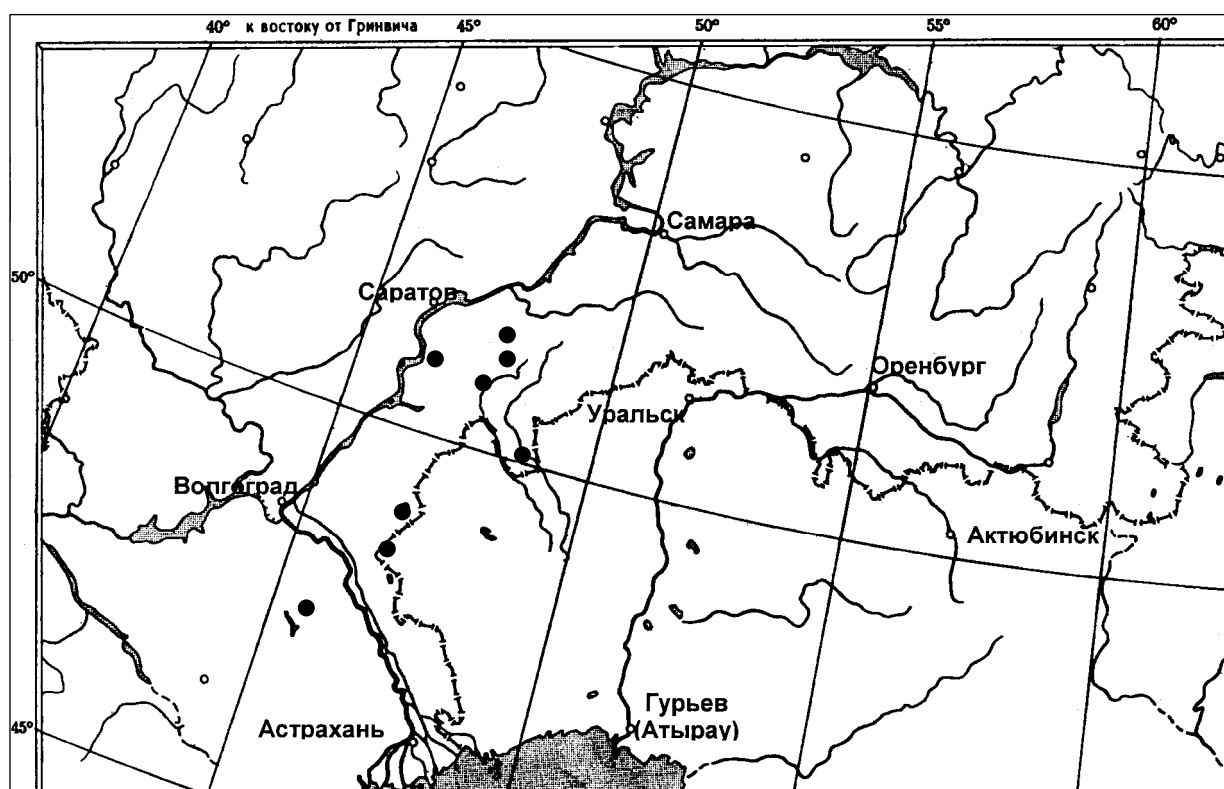 40° к востоку от Гринвича 45° 50° 55° 60°
Самара
50°
Саратов
Оренбург
Уральск
Волгоград
Актюбинск
Гурьев
(Атырау)
45°
Астрахань